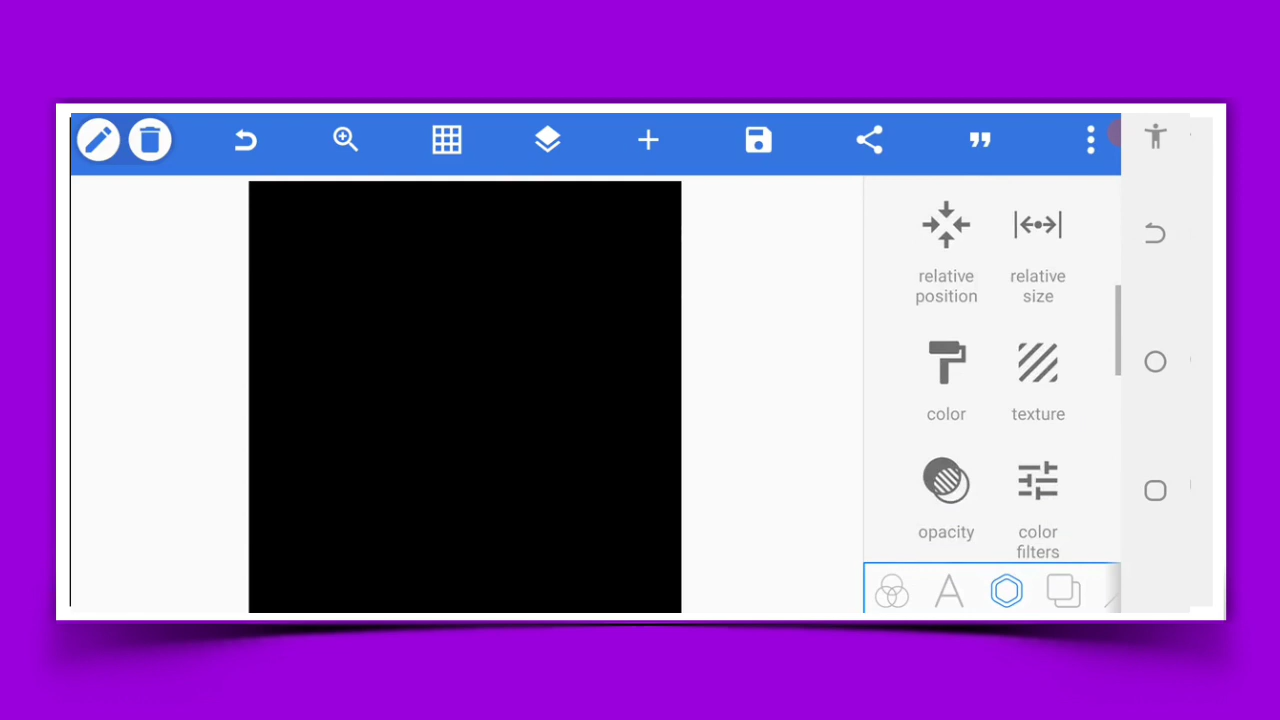 relative
position
relative
size
color
texture
opacity
color
filters